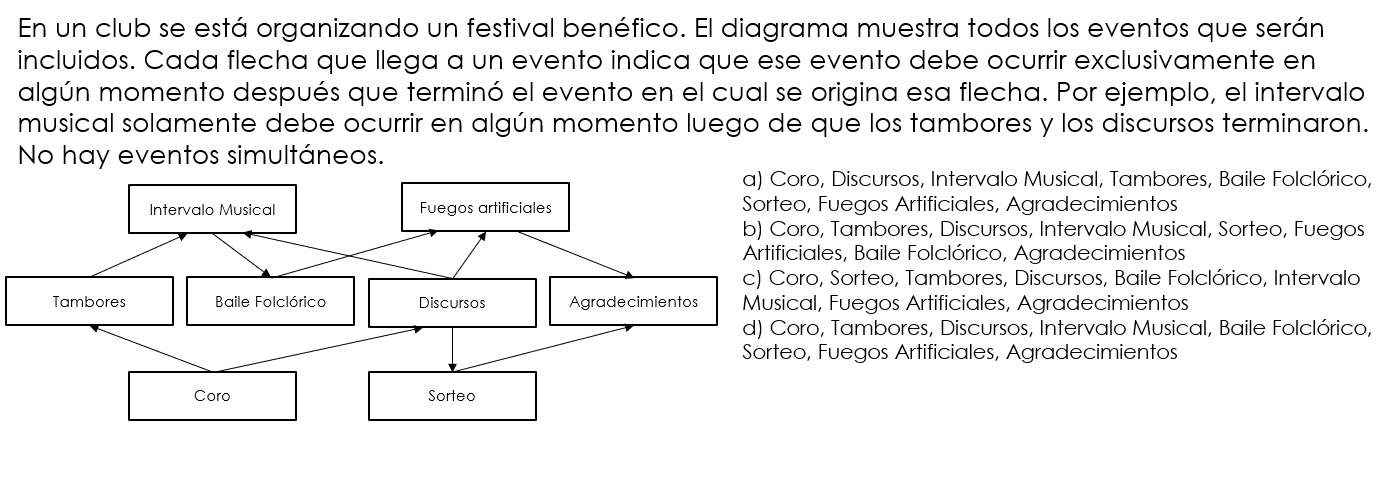 En un club se está organizando un festival benéfico. El diagrama muestra todos los eventos que serán
incluidos. Cada flecha que llega a un evento indica que ese evento debe ocurrir exclusivamente en
algún momento después que terminó el evento en el cual se origina esa flecha. Por ejemplo, el intervalo
musical solamente debe ocurrir en algún momento luego de que los tambores y los discursos terminaron.
No hay eventos simultáneos.
Intervalo Musical
Fuegos artificiales
Tambores
Baile Folclórico
Discursos
Agradecimientos
Coro
Sorteo
a) Coro, Discursos, Intervalo Musical, Tambores, Baile Folclórico,
Sorteo, Fuegos Artificiales, Agradecimientos
b) Coro, Tambores, Discursos, Intervalo Musical, Sorteo, Fuegos
Artificiales, Baile Folclórico, Agradecimientos
c) Coro, Sorteo, Tambores, Discursos, Baile Folclórico, Intervalo
Musical, Fuegos Artificiales, Agradecimientos
d) Coro, Tambores, Discursos, Intervalo Musical, Baile Folclórico,
Sorteo, Fuegos Artificiales, Agradecimientos